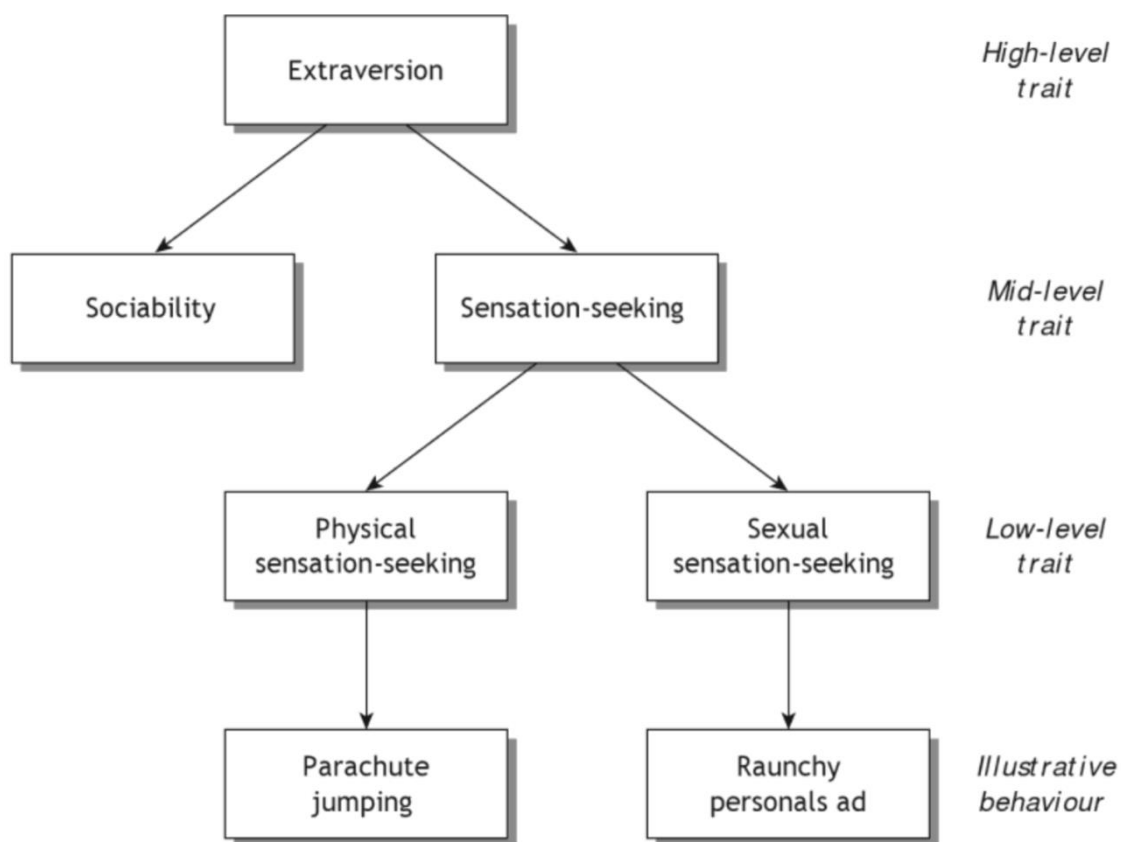 Extraversion
High-level
trait
Sociability
Sensation-seeking
Mid-level
trait
Physical
sensation-seeking
Sexual
sensation-seeking
Low-level
trait
Parachute
jumping
Raunchy
personals ad
Illustrative
behaviour